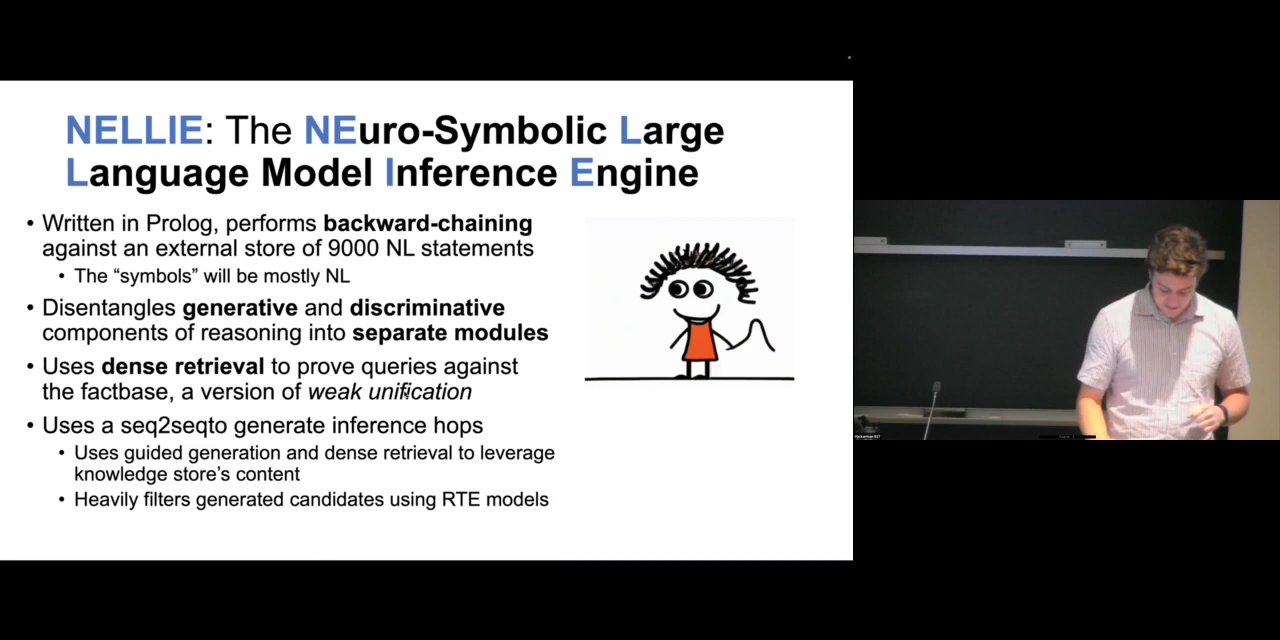 NELLIE: The NEuro-Symbolic Large
Language Model Inference Engine
• Written in Prolog, performs backward-chaining
against an external store of 9000 NL statements
• The “symbols” will be mostly NL
• Disentangles generative and discriminative
components of reasoning into separate modules
• Uses dense retrieval to prove queries against
the factbase, a version of weak unification
• Uses a seq2seqto generate inference hops
• Uses guided generation and dense retrieval to leverage
knowledge store’s content
• Heavily filters generated candidates using RTE models